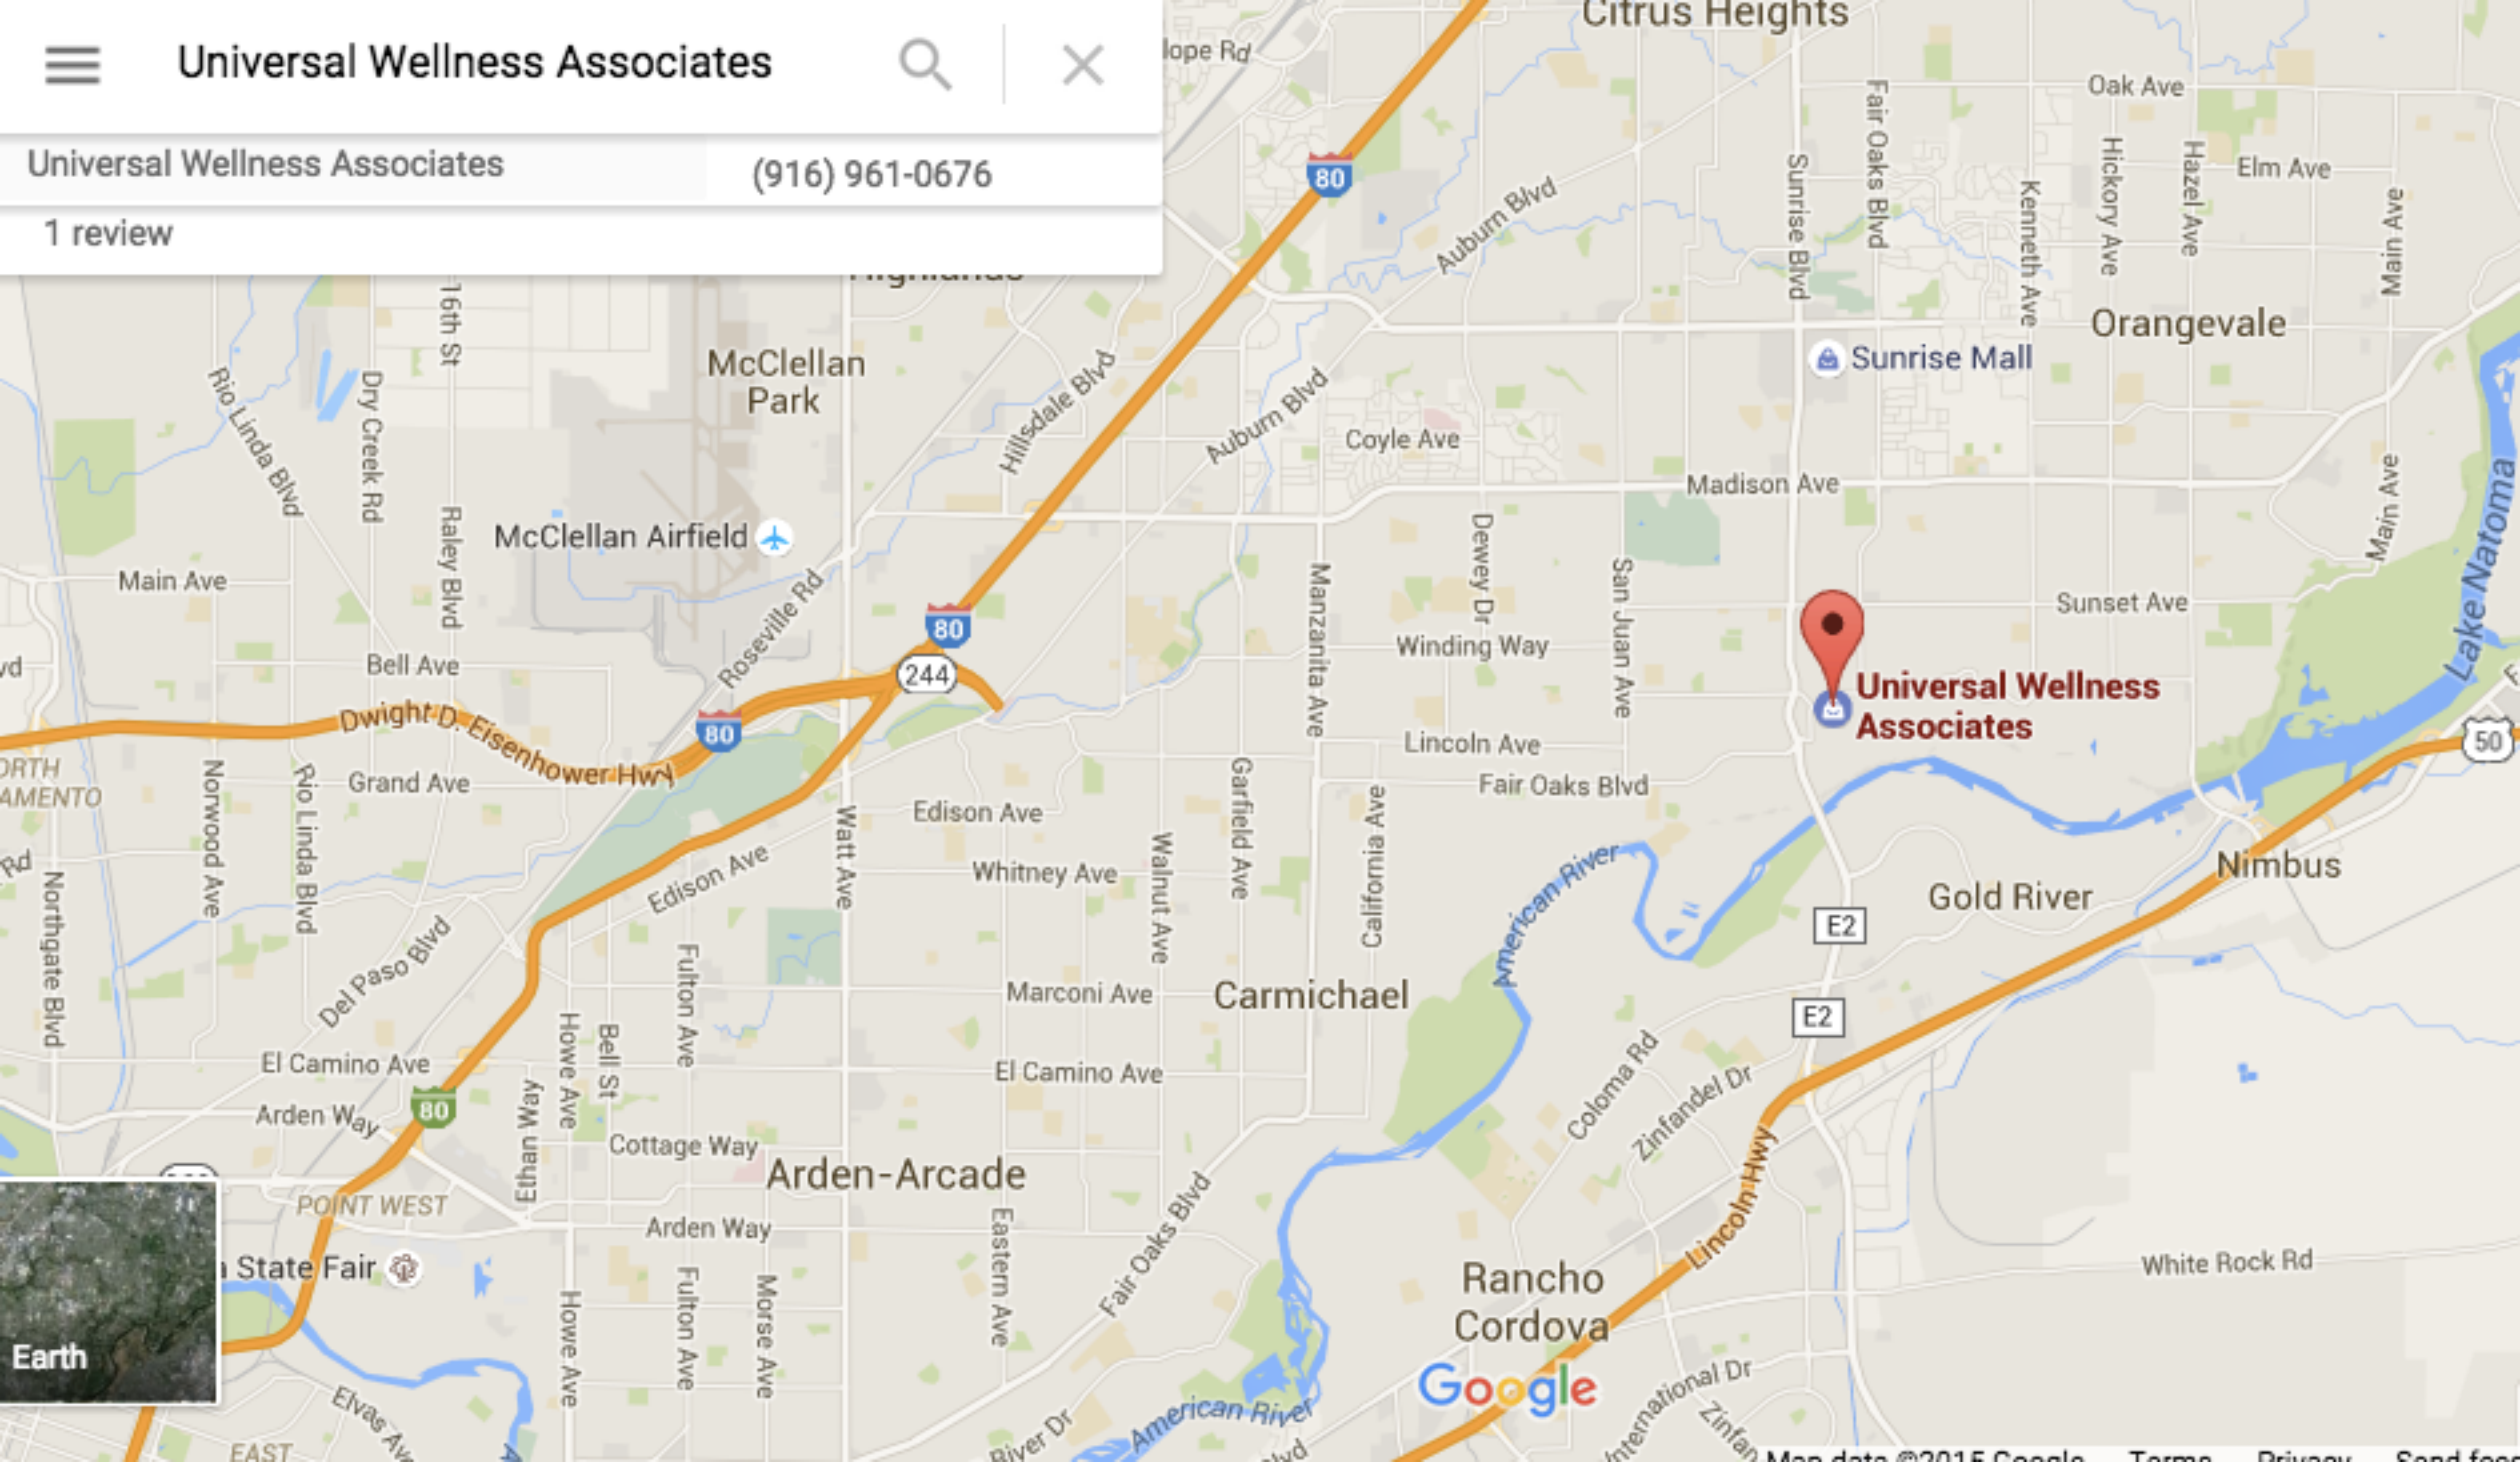 Universal Wellness Associates
Universal Wellness Associates
(916) 961-0676
1 review
Citrus Heights
Oak Ave
Elm Ave
Fair Oaks Blvd
Hickory Ave
Hazel Ave
Main Ave
Sunrise Blvd
Kenneth Ave
80
Auburn Blvd
Orangevale
Sunrise Mall
16th St
McClellan
Park
Hillsdale Blvd
Auburn Blvd
Coyle Ave
Rio Linda Blvd
Dry Creek Rd
Madison Ave
Main Ave
Lake Natoma
McClellan Airfield
Raley Blvd
Main Ave
Roseville Rd
80
Manzanita Ave
Dewey Dr
San Juan Ave
Sunset Ave
Winding Way
Bell Ave
244
Universal Wellness
Associates
Dwight D. Eisenhower Hwy
80
Lincoln Ave
50
Grand Ave
Fair Oaks Blvd
Norwood Ave
Rio Linda Blvd
Edison Ave
Garfield Ave
California Ave
Watt Ave
Edison Ave
Whitney Ave
Walnut Ave
American River
Nimbus
Gold River
Northgate Blvd
E2
Del Paso Blvd
Fulton Ave
Marconi Ave
Carmichael
E2
Howe Ave
Bell St
El Camino Ave
El Camino Ave
Coloma Rd
Zinfandel Dr
80
Arden Way
Ethan Way
Cottage Way
Arden-Arcade
Lincoln Hwy
POINT WEST
Arden Way
Eastern Ave
Fair Oaks Blvd
State Fair
White Rock Rd
Rancho
Cordova
Howe Ave
Fulton Ave
Morse Ave
Earth
Google
International Dr
Elvas Ave
American River
River Dr
EAST
Map data ©2015 Google
Terms
Privacy